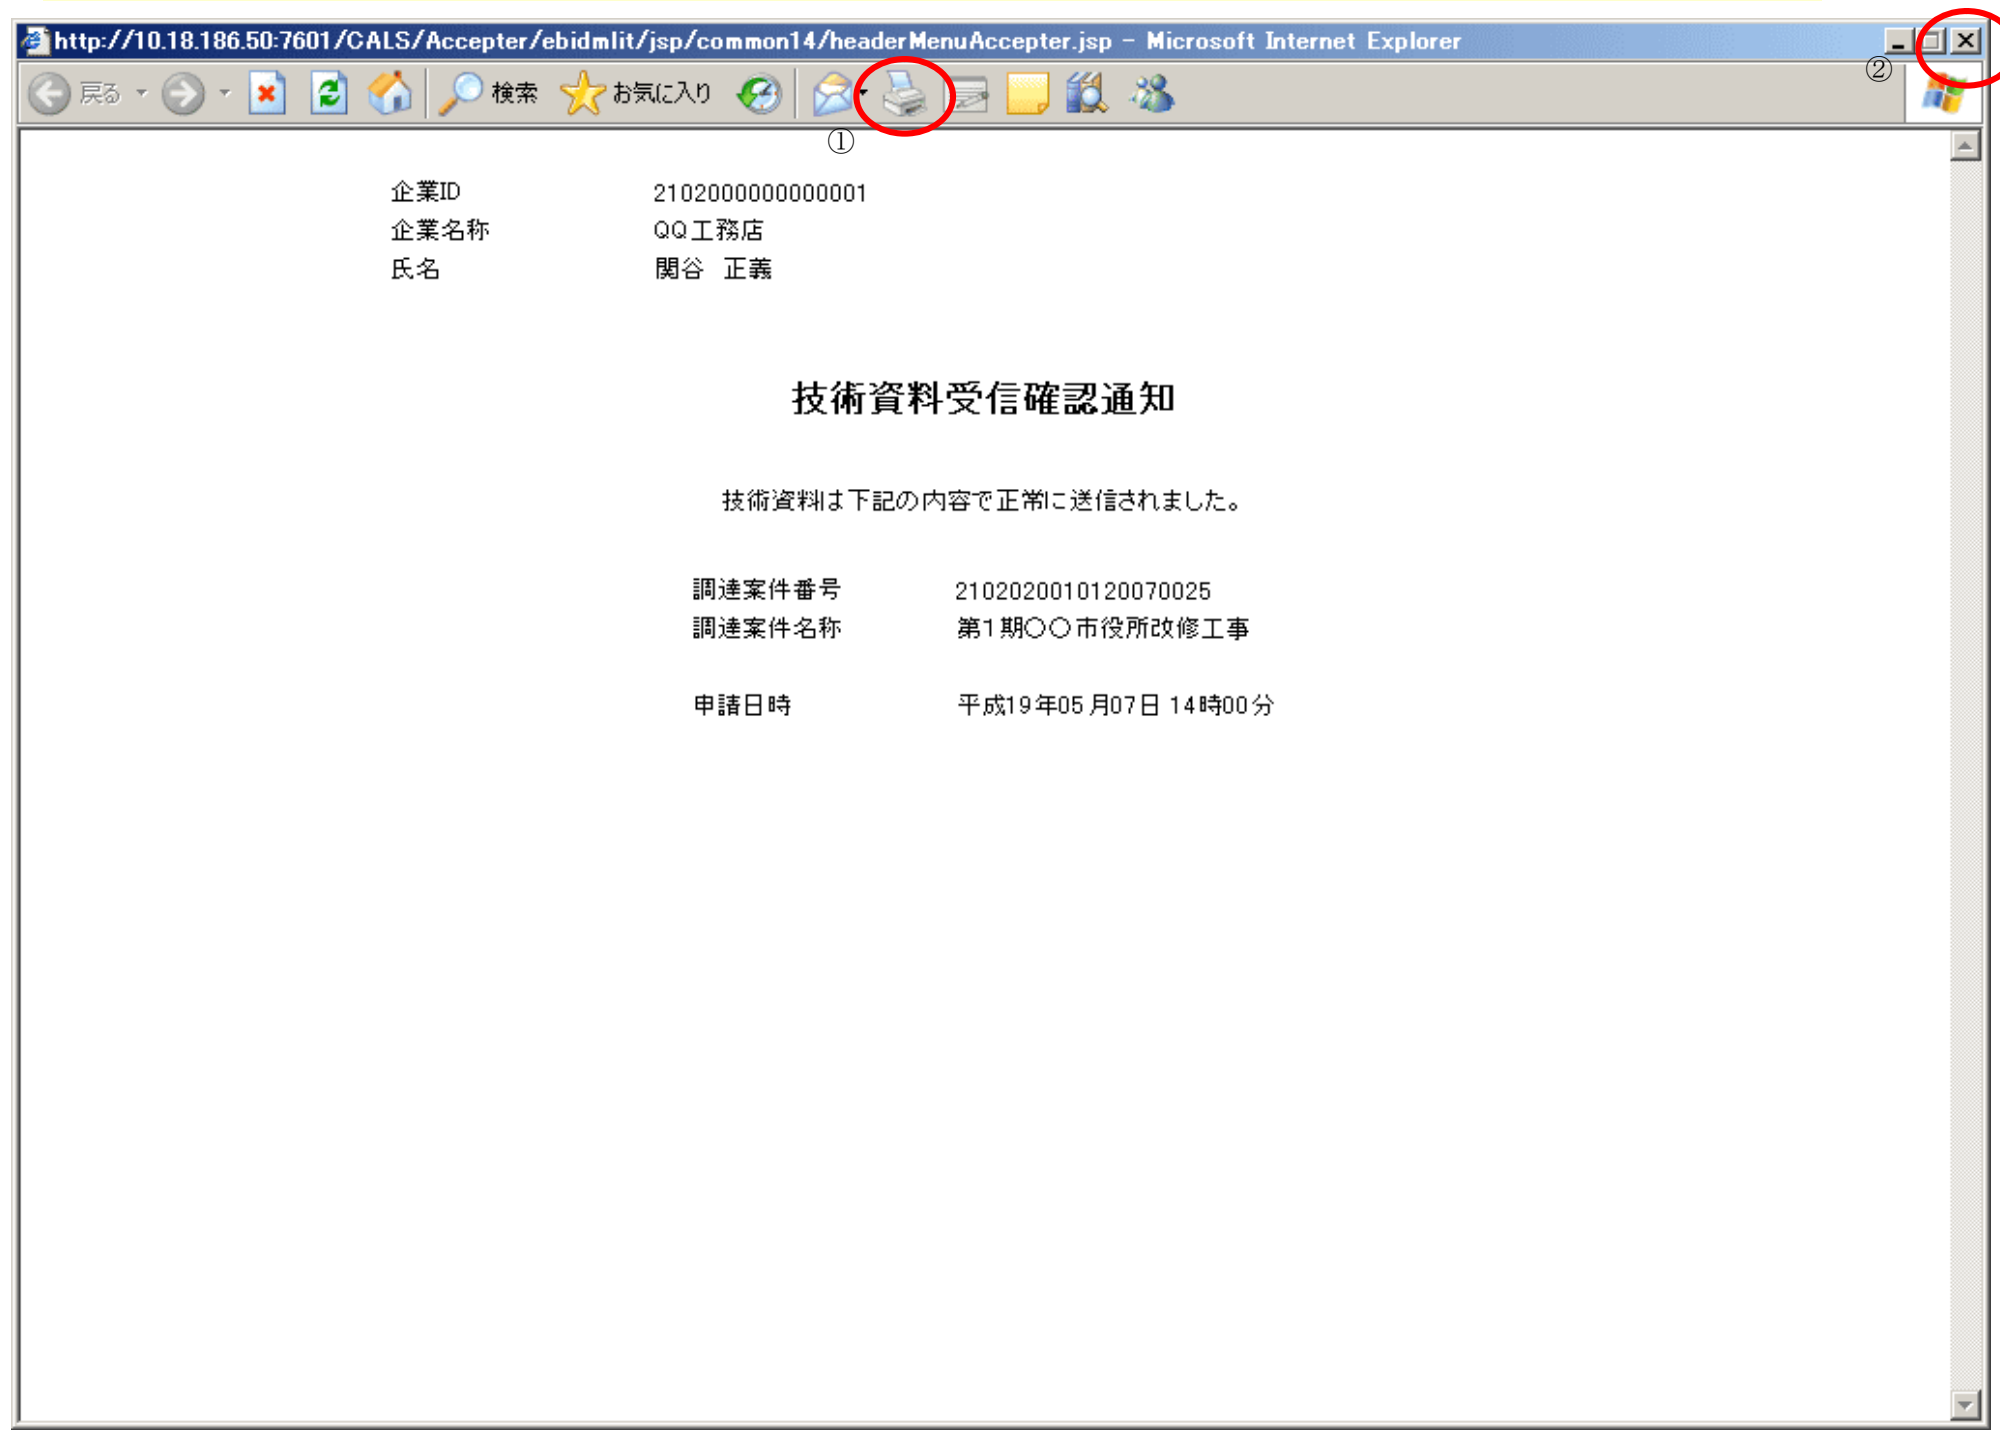 http://10.18.186.50:7601/CALS/Accepter/ebidmlit/jsp/common14/headerMenuAccepter.jsp - Microsoft Internet Explorer
戻る 検索 お気に入り
②
①
企業ID 2102000000000001
企業名称 QQ工務店
氏名 関谷 正義
技術資料受信確認通知
技術資料は下記の内容で正常に送信されました。
調達案件番号 2102020010120070025
調達案件名称 第1期〇〇市役所改修工事
申請日時 平成19年05月07日 14時00分